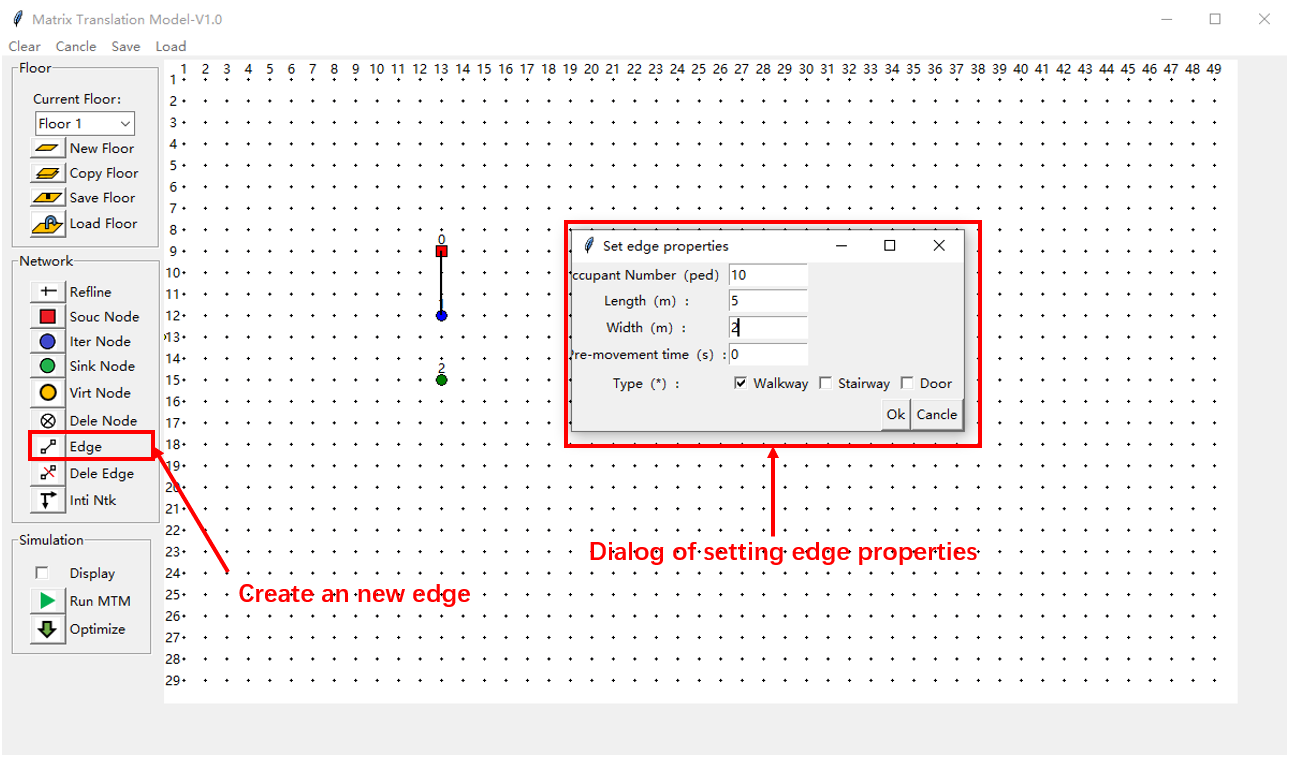 Matrix Translation Model-V1.0
Clear Cancle Save Load
1 2 3 4 5 6 7 8 9 10 11 12 13 14 15 16 17 18 19 20 21 22 23 24 25 26 27 28 29 30 31 32 33 34 35 36 37 38 39 40 41 42 43 44 45 46 47 48 49
Floor
Current Floor:
Floor 1
New Floor
Copy Floor
Save Floor
Load Floor
Network
Refline
Souc Node
Iter Node
Sink Node
Virt Node
Dele Node
Edge
Dele Edge
Inti Ntk
Simulation
Display
Run MTM
Optimize
1
2
3
4
5
6
7
8
9
10
11
12
13
14
15
16
17
18
19
20
21
22
23
24
25
26
27
28
29
0
2
Set edge properties
ccupant Number (ped) 10
Length (m) : 5
Width (m) : 2
re-movement time (s) : 0
Type (*) : Walkway Stairway Door
Ok Cancle
Dialog of setting edge properties
Create an new edge